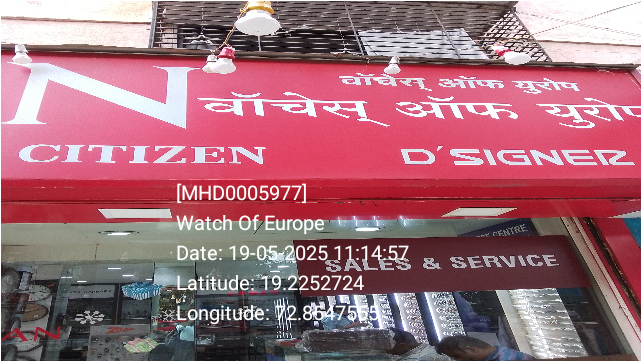 वॉचेस् ऑफ युरोप
N वॉचेस् ऑफ युरोप
CITIZEN
D'SIGNER
[MHD0005977]
Watch Of Europe
Date: 19-05-2025 11:14:57
Latitude: 19.2252724
Longitude: 72.8647565
CENTRE
SALES & SERVICE